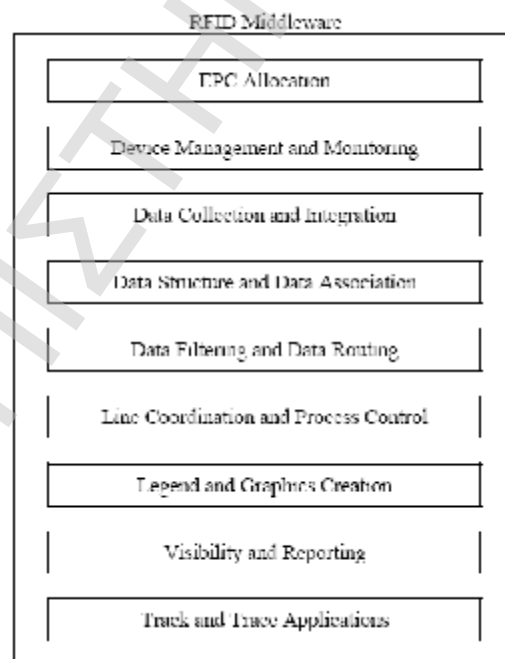 RFID Middleware
EPC Allocation
Device Management and Monitoring
Data Collection and Integration
Data Structure and Data Association
Data Filtering and Data Routing
Line Coordination and Process Control
Legend and Graphics Creation
Visibility and Reporting
Track and Trace Applications
ΠΙΣΤΗ